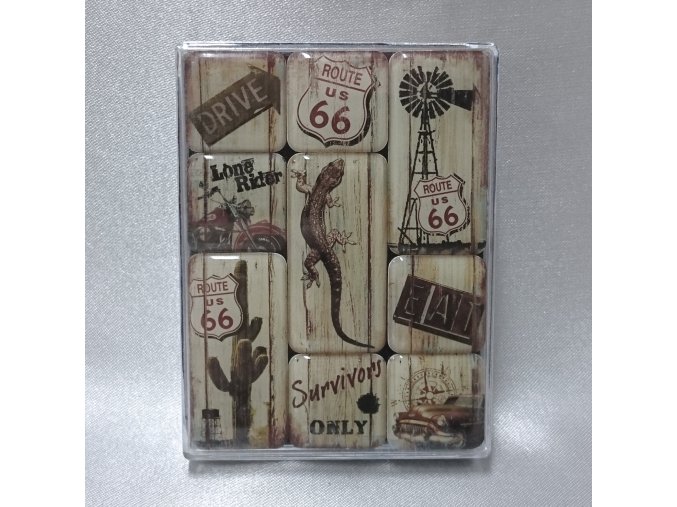 DRIVE
ROUTE
US
66
Lone
Rider
ROUTE
US
66
ROUTE
US
66
EAT
Survivors
ONLY